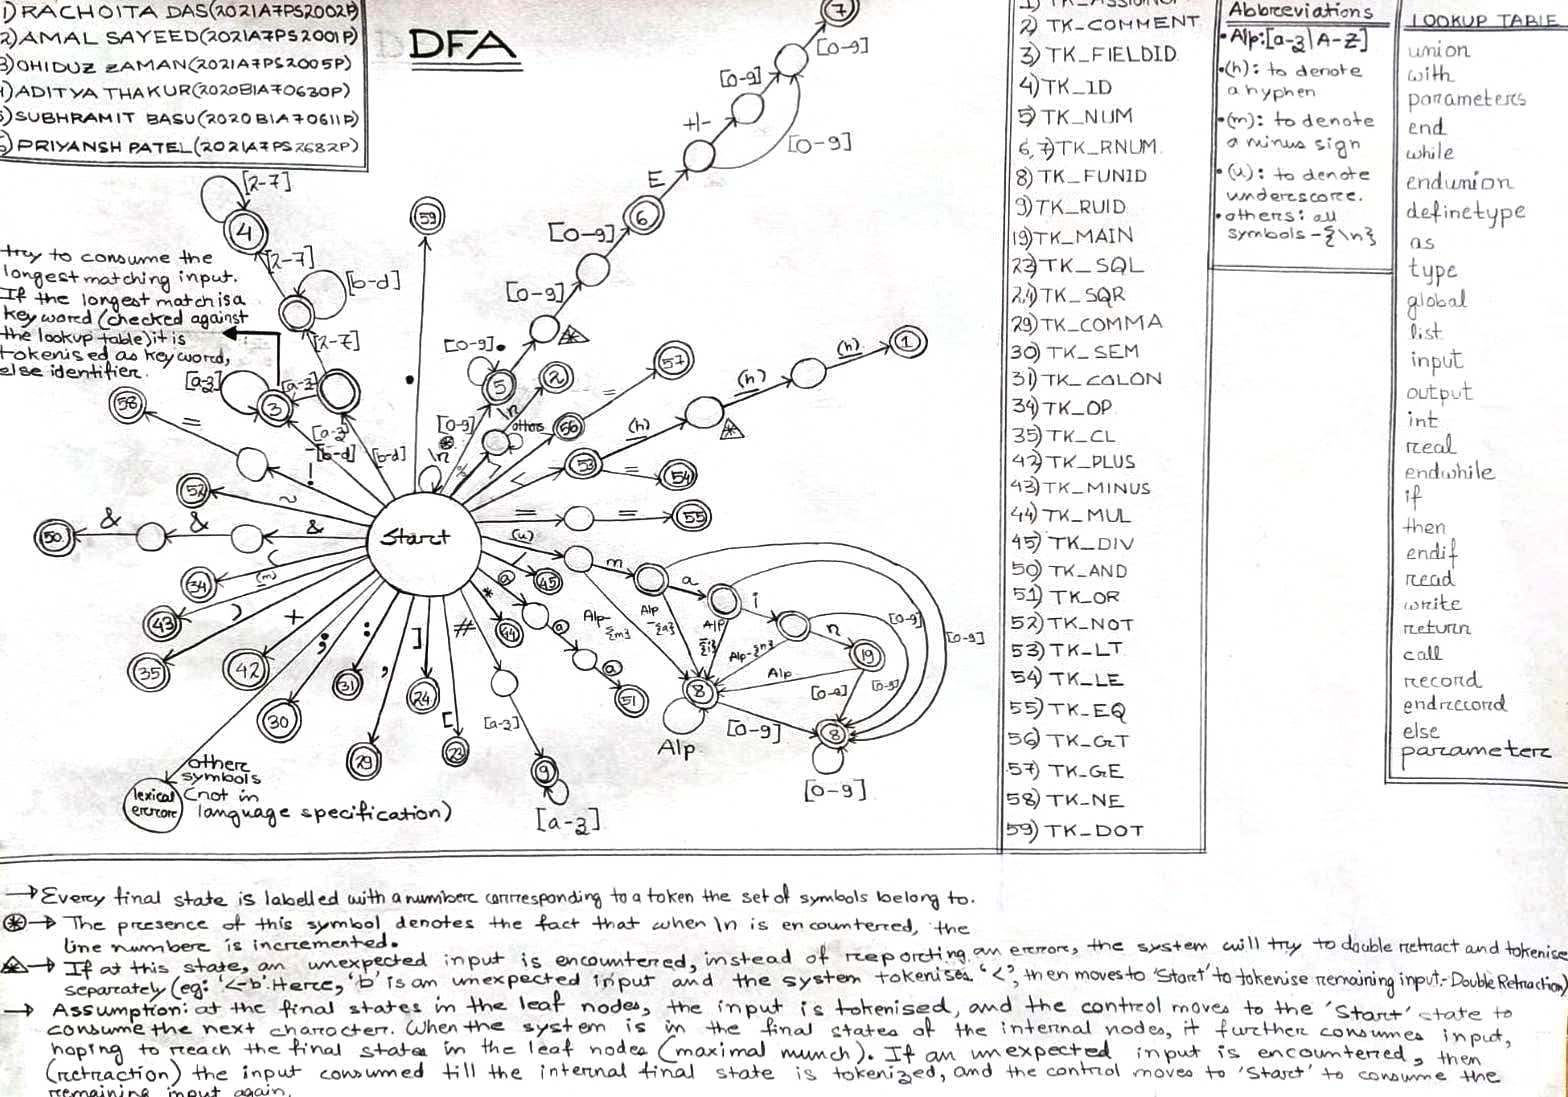 1) RACHOITA DAS(2021A7PS2002P)
2) AMAL SAYEED(2021A7PS2001P)
3) OHIDUZ ZAMAN(2021A7PS2005P)
) ADITYA THAKUR(2020B1A70630P)
) SUBHRAMIT BASU(2020B1A70611P)
) PRIYANSH PATEL(2021A7PS2682P)
DFA
try to consume the
longest matching input.
If the longest match is a
keyword (checked against
the lookup table) it is
tokenised as keyword,
else identifier.
7
[0-9]
[0-9]
+/-
[0-9]
E
6
[0-9]
[0-9]
[2-7]
4
[2-7]
[b-d]
[2-7]
59
.
[a-z]
3
[a-z]
[a-z]
-[b-d]
[b-d]
[0-9]
.
5
[0-9]
\n
2
\n
others
%
57
=
56
>
(h)
(h)
(h)
1
53
<
=
54
=
=
55
58
=
!
52
~
50
&
&
&
Start
34
(
43
(m)
35
)
42
+
30
;
31
:
29
,
24
]
23
[
#
[a-z]
9
[a-z]
44
*
45
/
@
@
@
51
(u)
m
a
i
n
19
Alp-
{m}
Alp
-{a}
Alp
-{i}
Alp-{n}
Alp
8
Alp
[0-9]
[0-9]
[0-9]
[0-9]
[0-9]
8
[0-9]
lexical
error
other
symbols
(not in
language specification)
2) TK_COMMENT
3) TK_FIELDID
4) TK_ID
5) TK_NUM
6,7) TK_RNUM
8) TK_FUNID
9) TK_RUID
19) TK_MAIN
23) TK_SQL
24) TK_SQR
29) TK_COMMA
30) TK_SEM
31) TK_COLON
34) TK_OP
35) TK_CL
42) TK_PLUS
43) TK_MINUS
44) TK_MUL
45) TK_DIV
50) TK_AND
51) TK_OR
52) TK_NOT
53) TK_LT
54) TK_LE
55) TK_EQ
56) TK_GT
57) TK_GE
58) TK_NE
59) TK_DOT
Abbreviations
•Alp:[a-z|A-Z]
•(h): to denote
a hyphen
•(m): to denote
a minus sign
•(u): to denote
underscore.
•others: all
symbols-{\n}
LOOKUP TABLE
union
with
parameters
end
while
endunion
definetype
as
type
global
list
input
output
int
real
endwhile
if
then
endif
read
write
return
call
record
endrecord
else
parameter
→Every final state is labelled with a number corresponding to a token the set of symbols belong to.
→ The presence of this symbol denotes the fact that when \n is encountered, the
line number is incremented.
→ If at this state, an unexpected input is encountered, instead of reporting an error, the system will try to double retract and tokenise
separately (eg: '<-b'. Here, 'b' is an unexpected input and the system tokenises '<', then moves to 'Start' to tokenise remaining input.-Double Retraction)
→ Assumption: at the final states in the leaf nodes, the input is tokenised, and the control moves to the 'Start' state to
consume the next character. When the system is in the final states of the internal nodes, it further consumes input,
hoping to reach the final states in the leaf nodes (maximal munch). If an unexpected input is encountered, then
(retraction) the input consumed till the internal final state is tokenized, and the control moves to 'Start' to consume the
remaining input again.